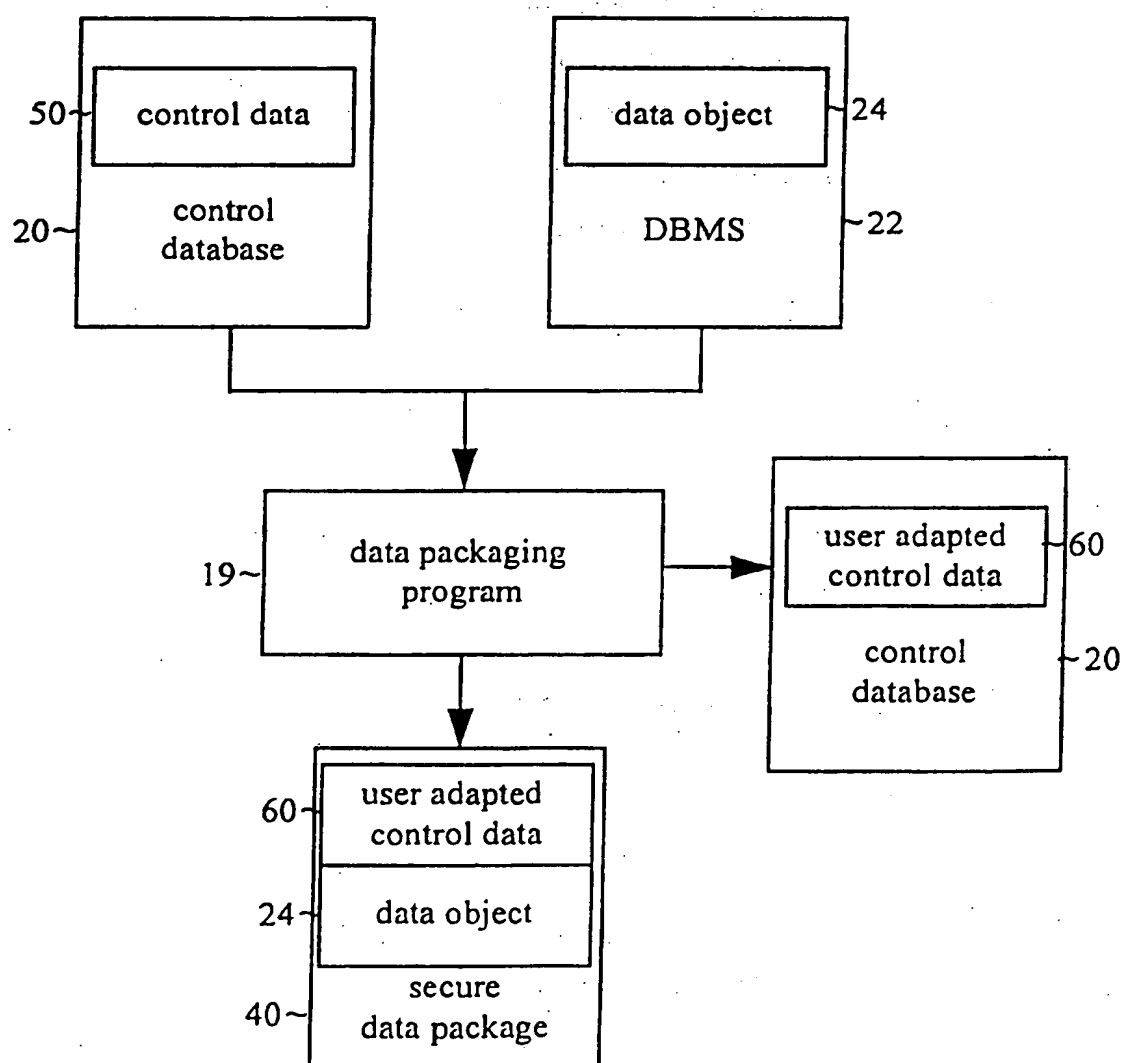 50~ control data
data object ~24
20~ control
database
DBMS ~22
19~ data packaging
program
user adapted ~60
control data
control ~20
database
60~ user adapted
control data
24~ data object
secure
40~ data package